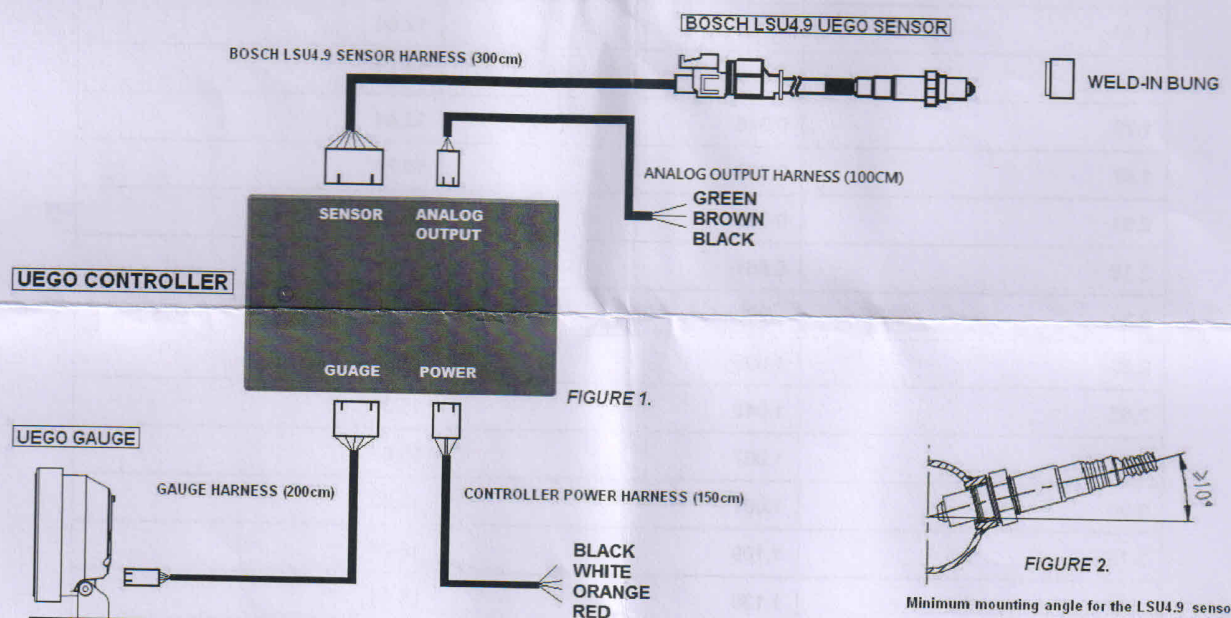 BOSCH LSU4.9 UEGO SENSOR
BOSCH LSU4.9 SENSOR HARNESS (300cm)
WELD-IN BUNG
ANALOG OUTPUT HARNESS (100CM)
GREEN
BROWN
BLACK
SENSOR
ANALOG
OUTPUT
UEGO CONTROLLER
GUAGE
POWER
FIGURE 1.
UEGO GAUGE
GAUGE HARNESS (200cm)
CONTROLLER POWER HARNESS (150cm)
BLACK
WHITE
ORANGE
RED
≥10°
FIGURE 2.
Minimum mounting angle for the LSU4.9 senso